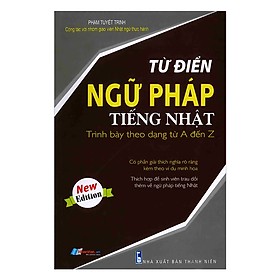 PHẠM TUYẾT TRINH
Cộng tác với nhóm giáo viên Nhật ngữ thực hành
TỪ ĐIỂN
NGỮ PHÁP
TIẾNG NHẬT
Trình bày theo dạng từ A đến Z
Có phần giải thích nghĩa rõ ràng
kèm theo ví dụ minh họa
Thích hợp để sinh viên trau dồi
thêm về ngữ pháp tiếng Nhật
New
Edition
NHÀ XUẤT BẢN THANH NIÊN